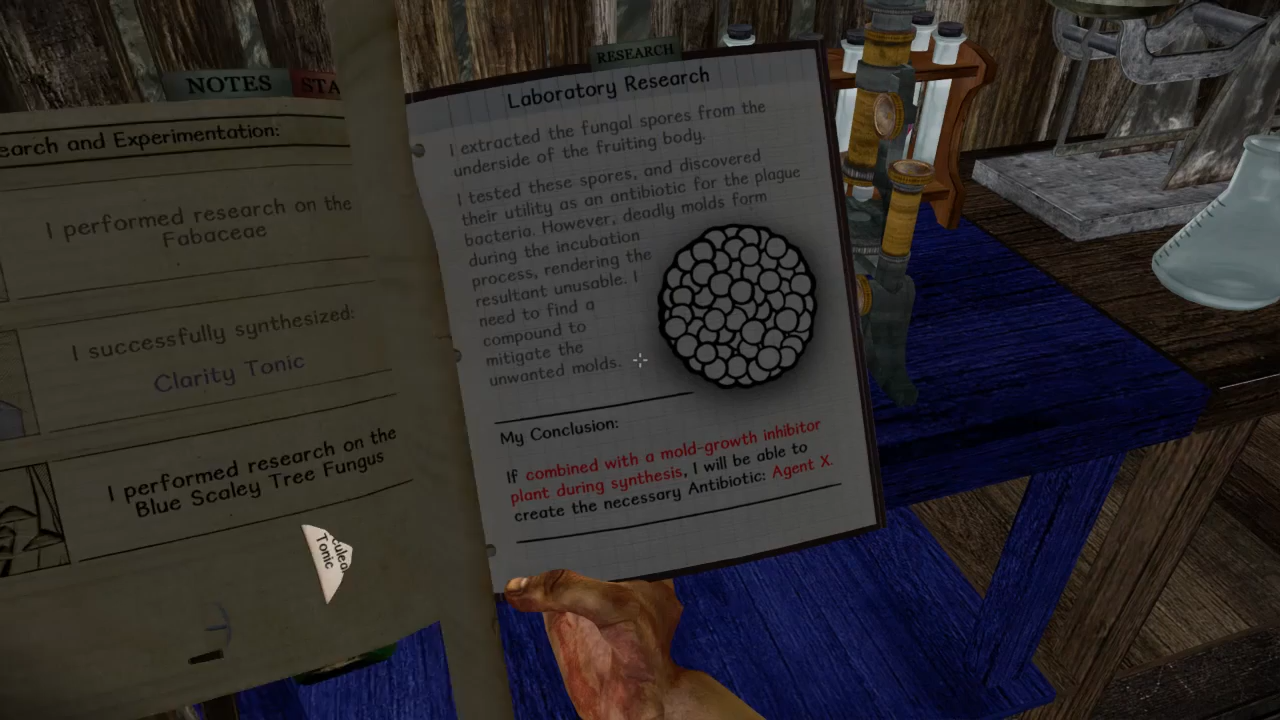 NOTES
STA
earch and Experimentation:
I performed research on the
Fabaceae
I successfully synthesized:
Clarity Tonic
I performed research on the
Blue Scaley Tree Fungus
culeo
Tonic
RESEARCH
Laboratory Research
I extracted the fungal spores from the
underside of the fruiting body.
I tested these spores, and discovered
their utility as an antibiotic for the plague
bacteria. However, deadly molds form
during the incubation
process, rendering the
resultant unusable. I
need to find a
compound to
mitigate the
unwanted molds.
My Conclusion:
If combined with a mold-growth inhibitor
plant during synthesis, I will be able to
create the necessary Antibiotic: Agent X.